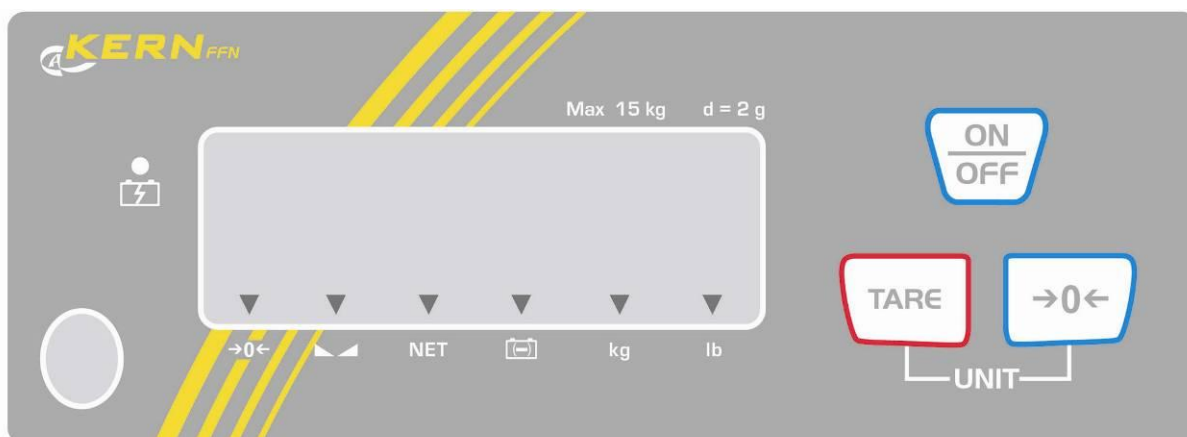 KERN FFN
Max 15 kg d = 2 g
ON
OFF
TARE →0←
→0← NET kg lb
UNIT